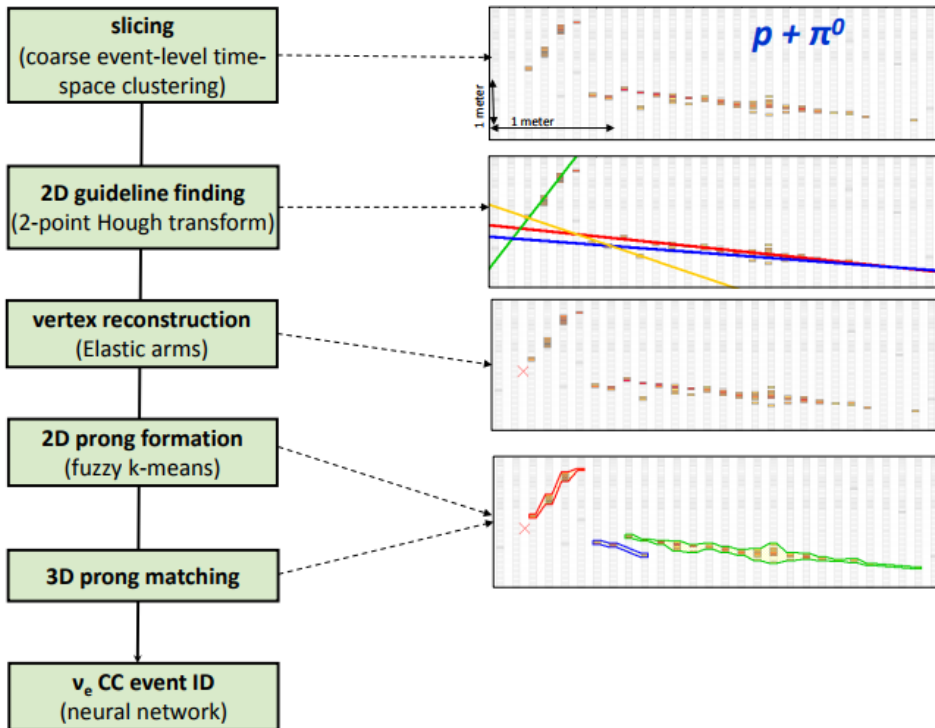 slicing
(coarse event-level time-
space clustering)
p + π⁰
1 meter
1 meter
2D guideline finding
(2-point Hough transform)
vertex reconstruction
(Elastic arms)
2D prong formation
(fuzzy k-means)
3D prong matching
νₑ CC event ID
(neural network)